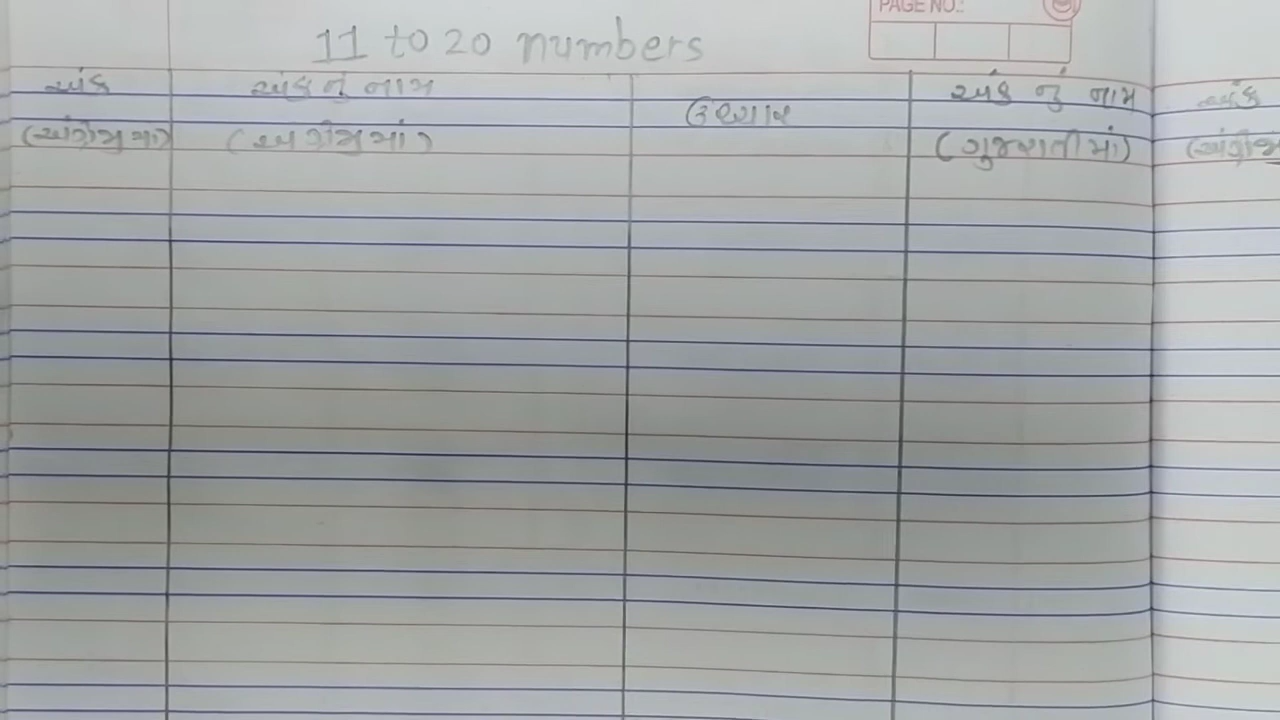 PAGE NO.:
11 to 20 numbers
અંક
(અંગ્રેજીમાં)
અંક નું નામ
(અંગ્રેજીમાં)
ઉચ્ચાર
અંક નું નામ
(ગુજરાતીમાં)
અંક